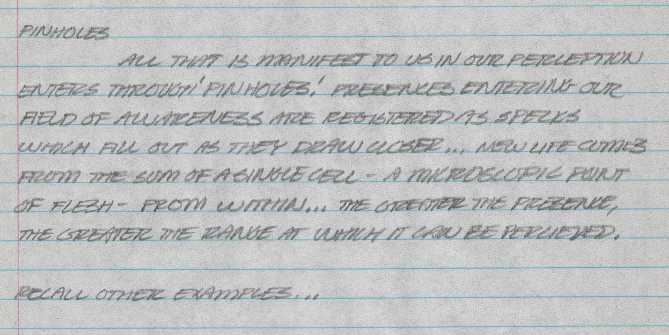 PINHOLES
ALL THAT IS MANIFEST TO US IN OUR PERCEPTION
ENTERS THROUGH 'PINHOLES.' PRESENCES ENTERING OUR
FIELD OF AWARENESS ARE REGISTERED AS SPECKS
WHICH FILL OUT AS THEY DRAW CLOSER... NEW LIFE COMES
FROM THE SUM OF A SINGLE CELL - A MICROSCOPIC POINT
OF FLESH - FROM WITHIN... THE GREATER THE PRESENCE,
THE GREATER THE RANGE AT WHICH IT CAN BE PERCIEVED.
RECALL OTHER EXAMPLES...